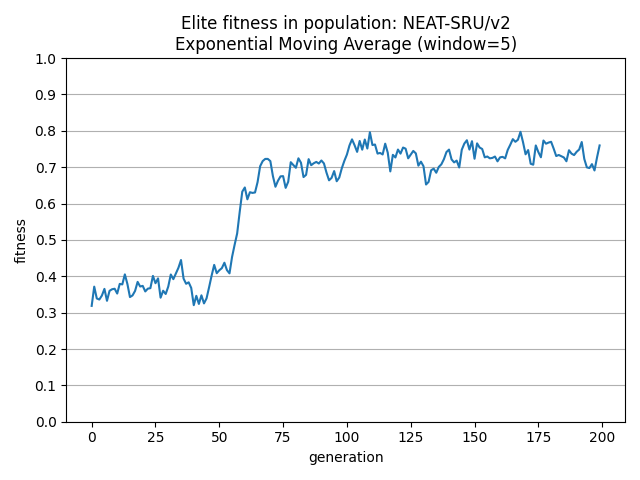 Elite fitness in population: NEAT-SRU/v2
Exponential Moving Average (window=5)
1.0
0.9
0.8
0.7
0.6
0.5
0.4
0.3
0.2
0.1
0.0
fitness
0 25 50 75 100 125 150 175 200
generation